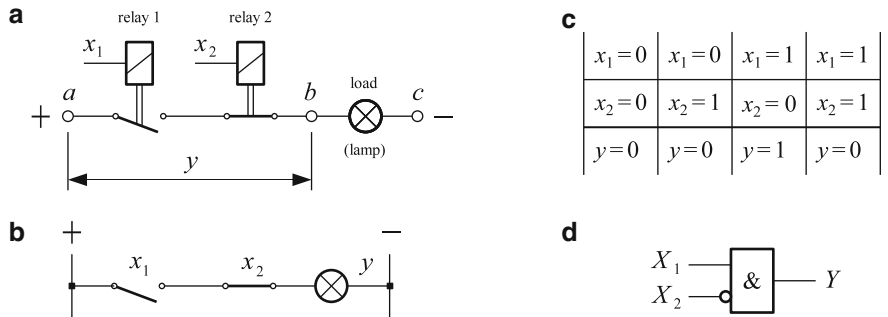 a
relay 1
relay 2
x₁
x₂
a
b
load
c
+
−
(lamp)
y
b
+
−
x₁
x₂
y
c
x₁=0 x₁=0 x₁=1 x₁=1
x₂=0 x₂=1 x₂=0 x₂=1
y=0 y=0 y=1 y=0
d
X₁
X₂
&
Y